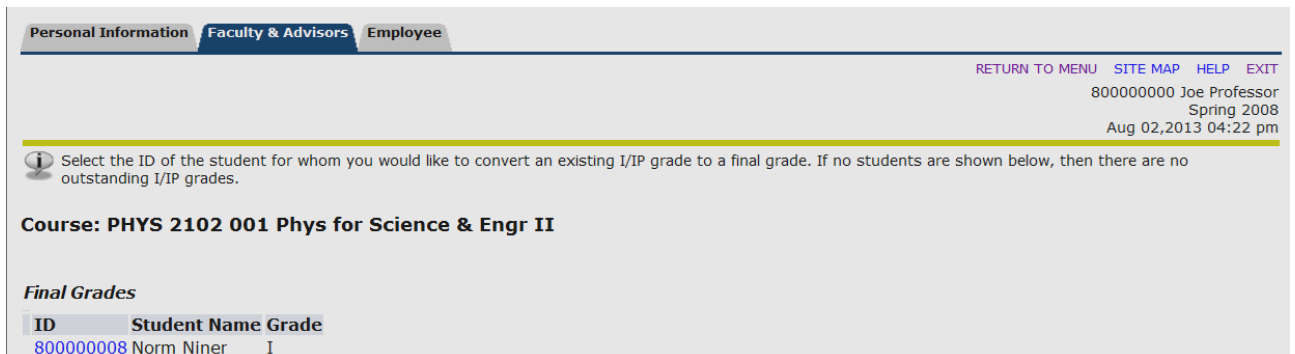 Personal Information Faculty & Advisors Employee
RETURN TO MENU SITE MAP HELP EXIT
800000000 Joe Professor
Spring 2008
Aug 02,2013 04:22 pm
Select the ID of the student for whom you would like to convert an existing I/IP grade to a final grade. If no students are shown below, then there are no
outstanding I/IP grades.
Course: PHYS 2102 001 Phys for Science & Engr II
Final Grades
ID Student Name Grade
800000008 Norm Niner I